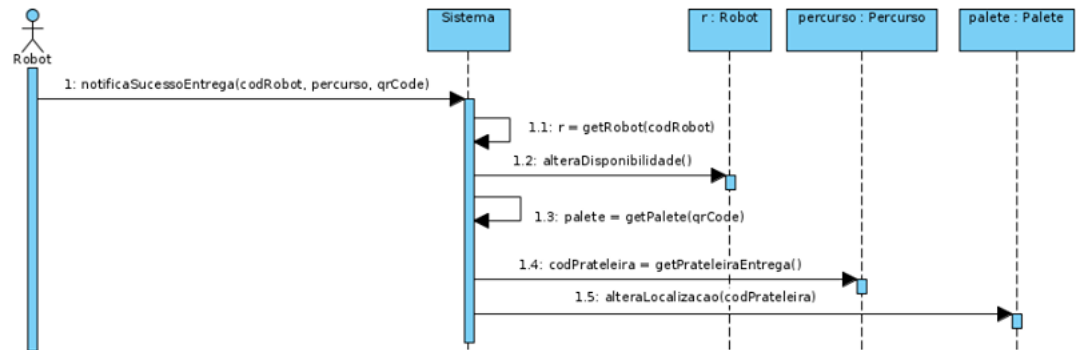 Sistema
r : Robot
percurso : Percurso
palete : Palete
Robot
1: notificaSucessoEntrega(codRobot, percurso, qrCode)
1.1: r = getRobot(codRobot)
1.2: alteraDisponibilidade()
1.3: palete = getPalete(qrCode)
1.4: codPrateleira = getPrateleiraEntrega()
1.5: alteraLocalizacao(codPrateleira)